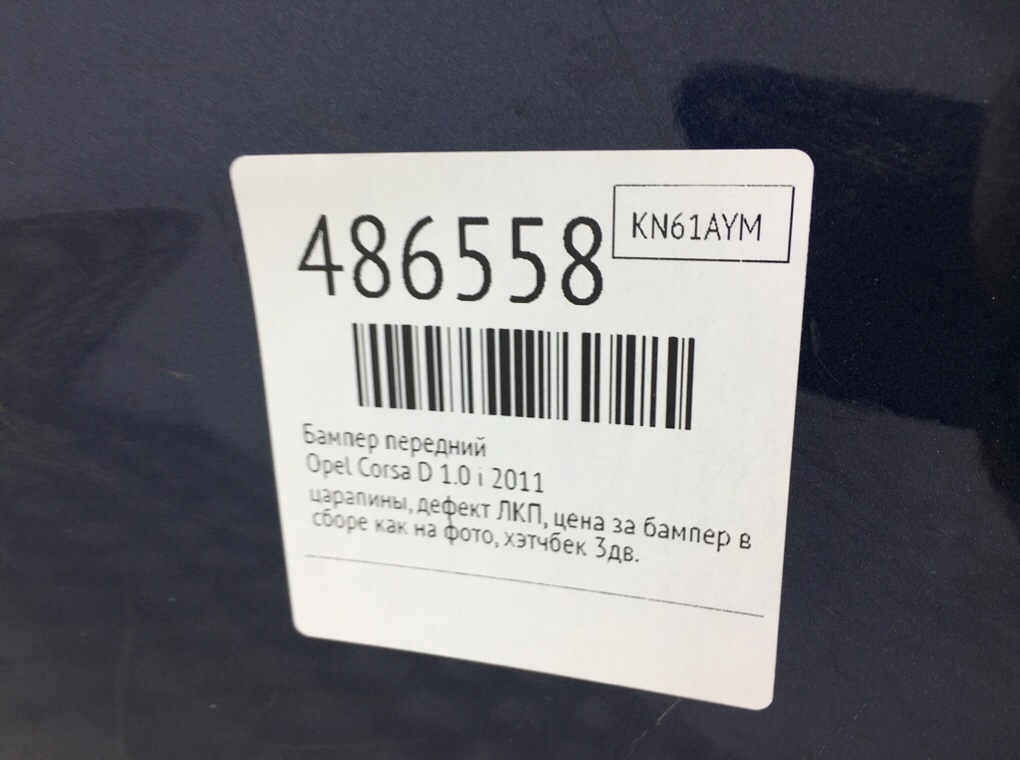 486558
KN61AYM
Бампер передний
Opel Corsa D 1.0 i 2011
царапины, дефект ЛКП, цена за бампер в
сборе как на фото, хэтчбек 3дв.